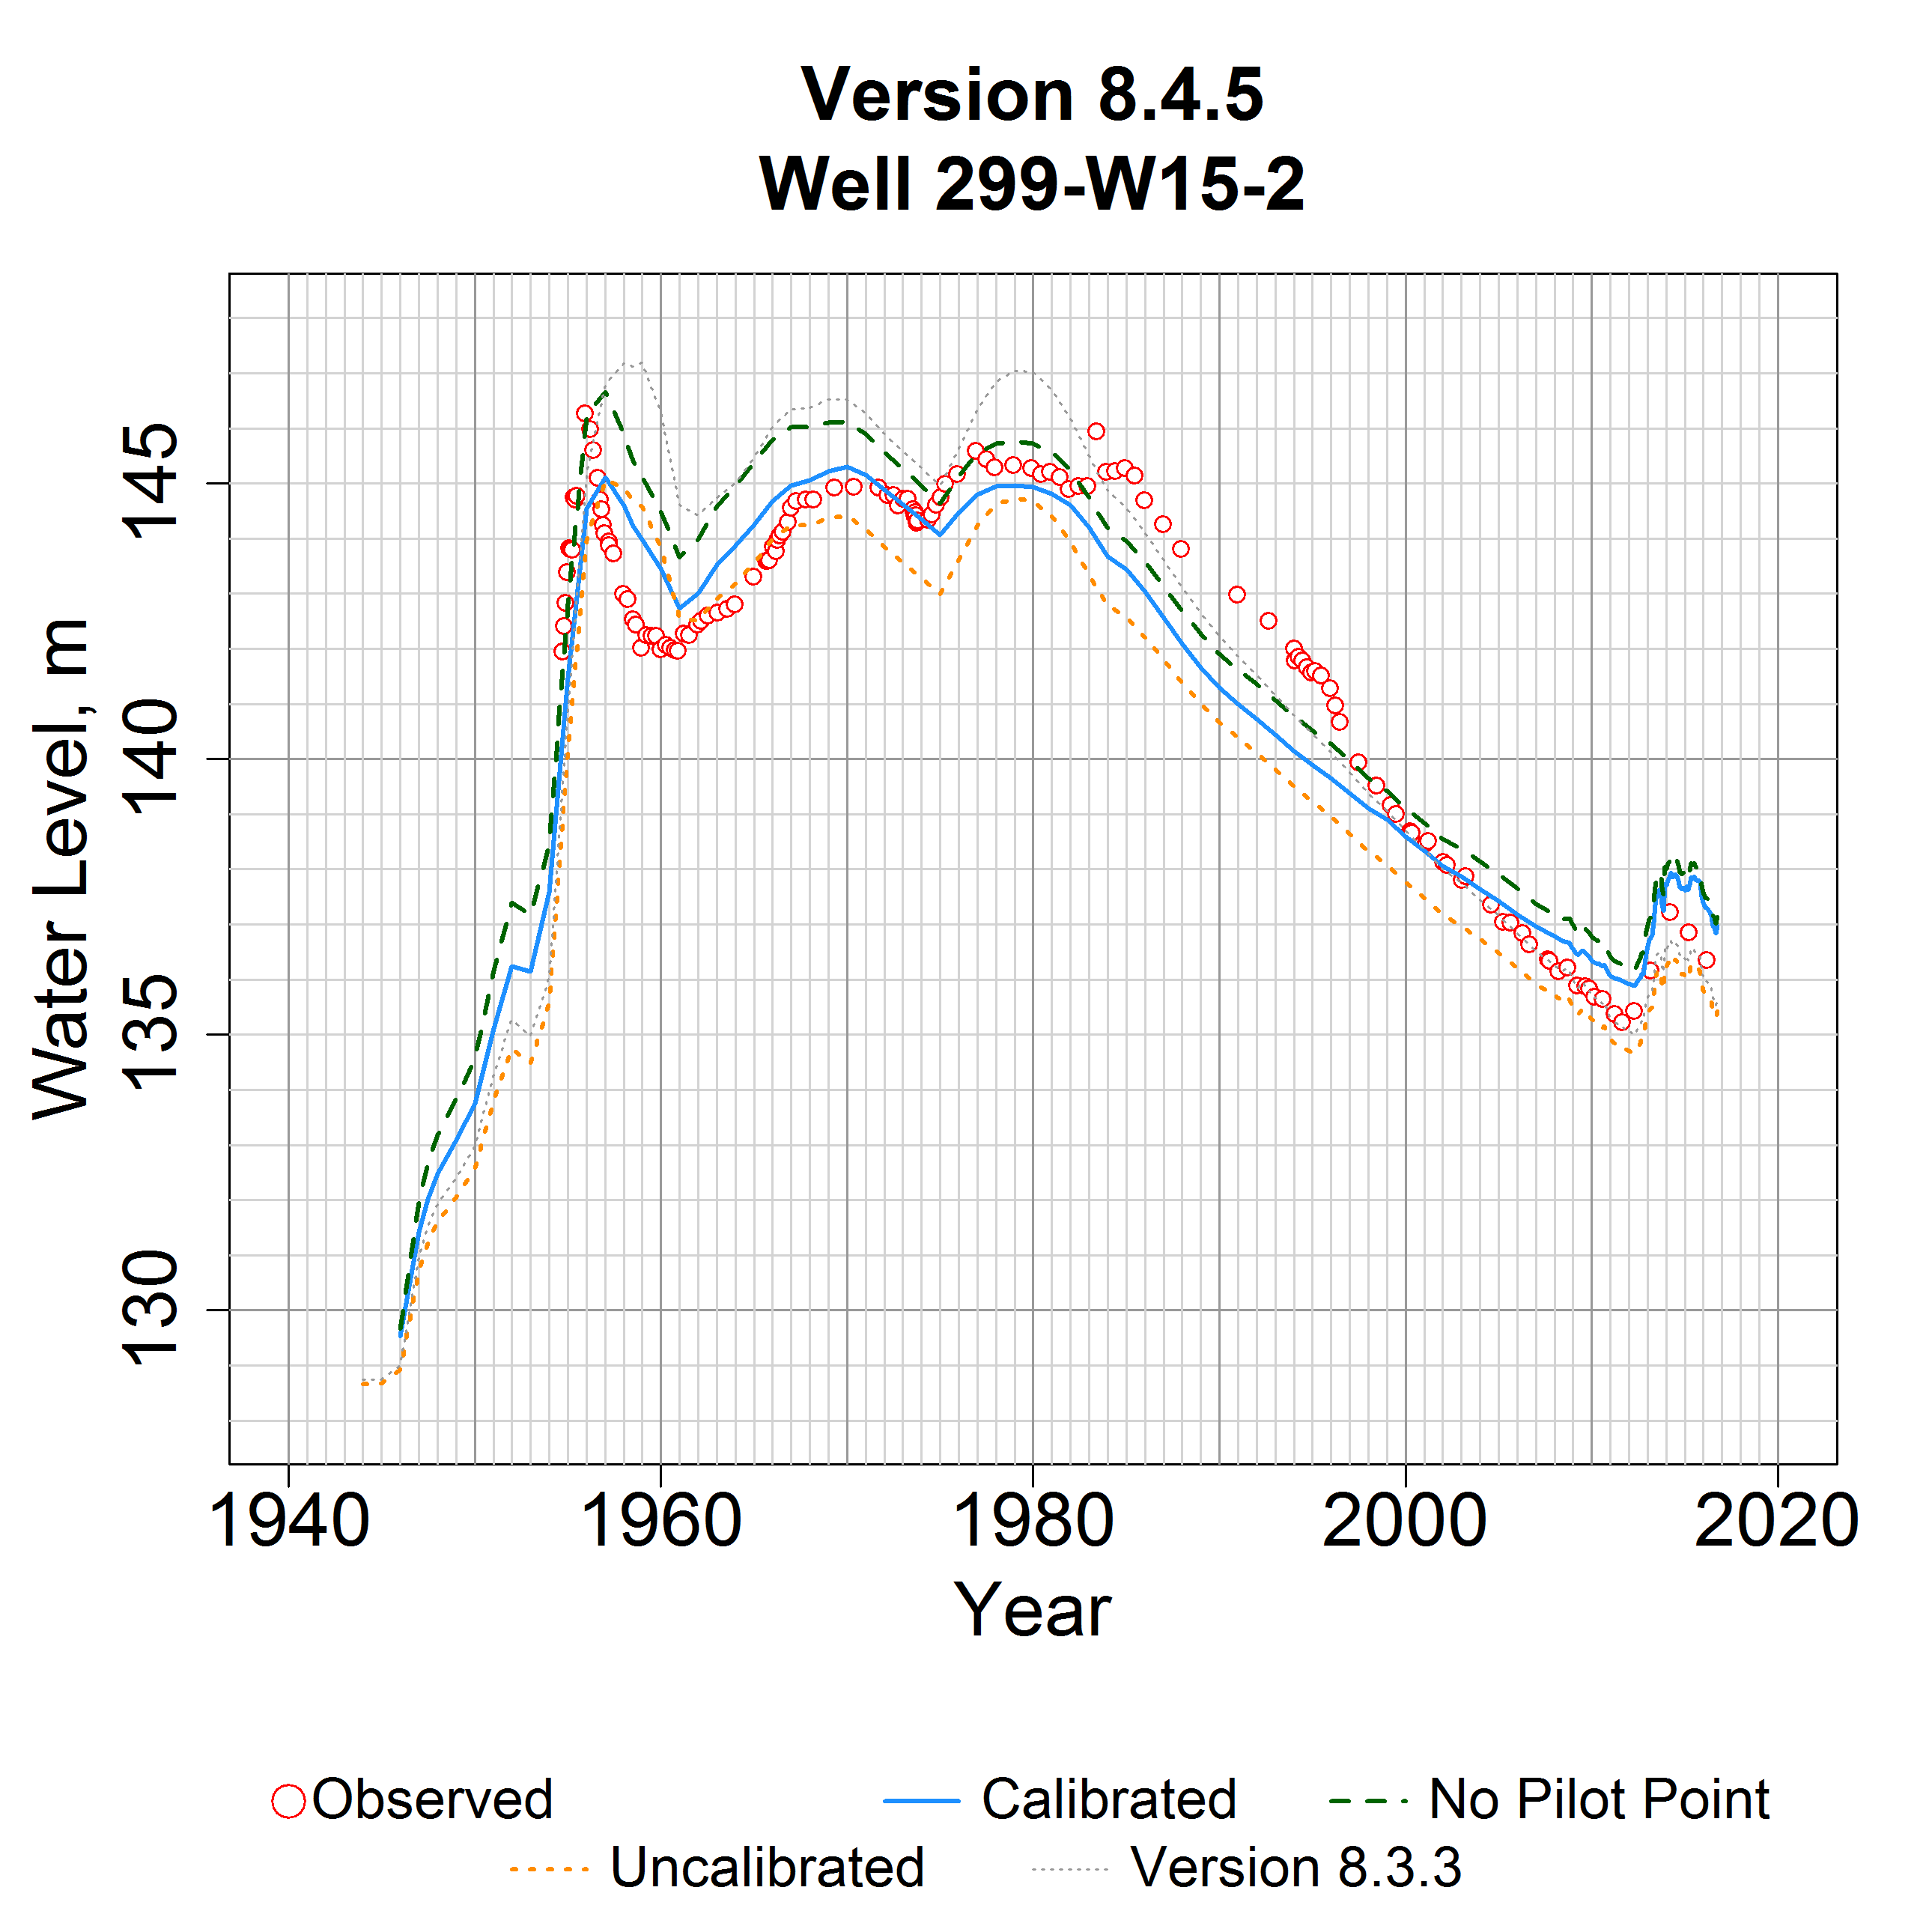 Version 8.4.5
Well 299-W15-2
Water Level, m
145
140
135
130
1940 1960 1980 2000 2020
Year
Observed Calibrated No Pilot Point
Uncalibrated Version 8.3.3